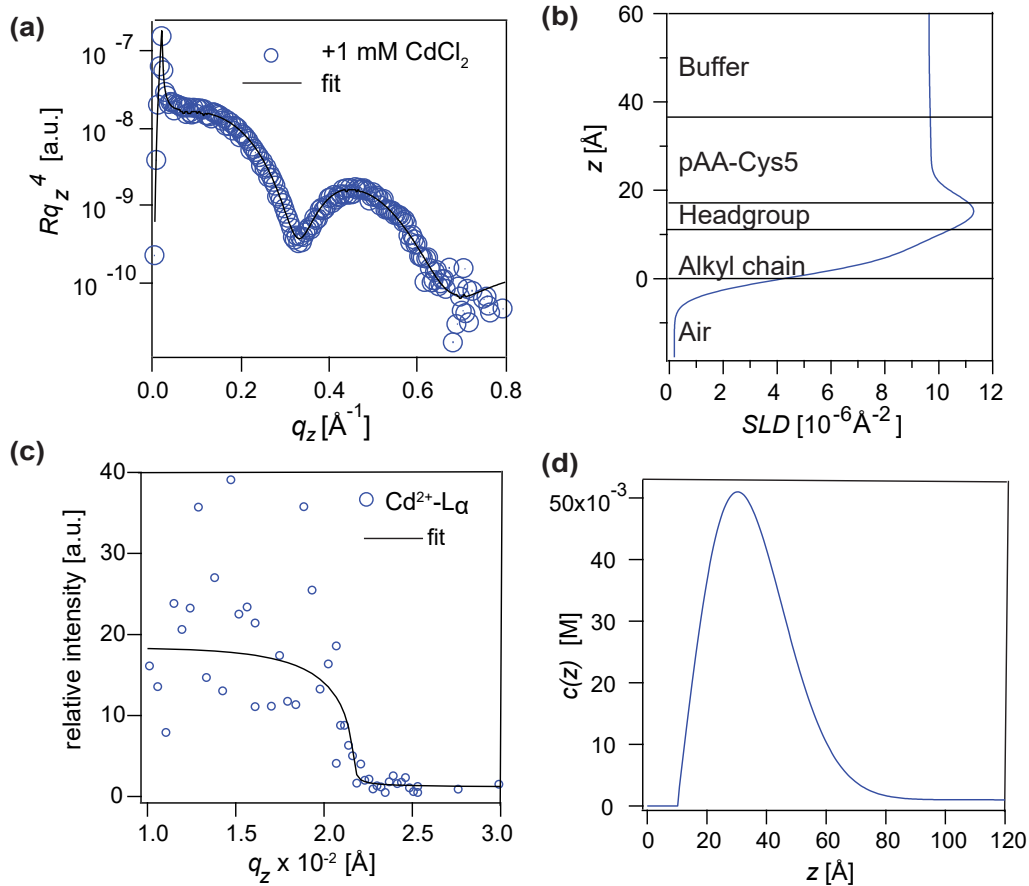 (a)
Rq_z^4 [a.u.]
10^-7
10^-8
10^-9
10^-10
+1 mM CdCl₂
fit
0.0 0.2 0.4 0.6 0.8
q_z [Å^-1]
(b)
z [Å]
60
40
20
0
Buffer
pAA-Cys5
Headgroup
Alkyl chain
Air
0 2 4 6 8 10 12
SLD [10^-6 Å^-2]
(c)
relative intensity [a.u.]
40
30
20
10
0
Cd²⁺-Lα
fit
1.0 1.5 2.0 2.5 3.0
q_z x 10^-2 [Å]
(d)
c(z) [M]
50x10^-3
40
30
20
10
0
0 20 40 60 80 100 120
z [Å]